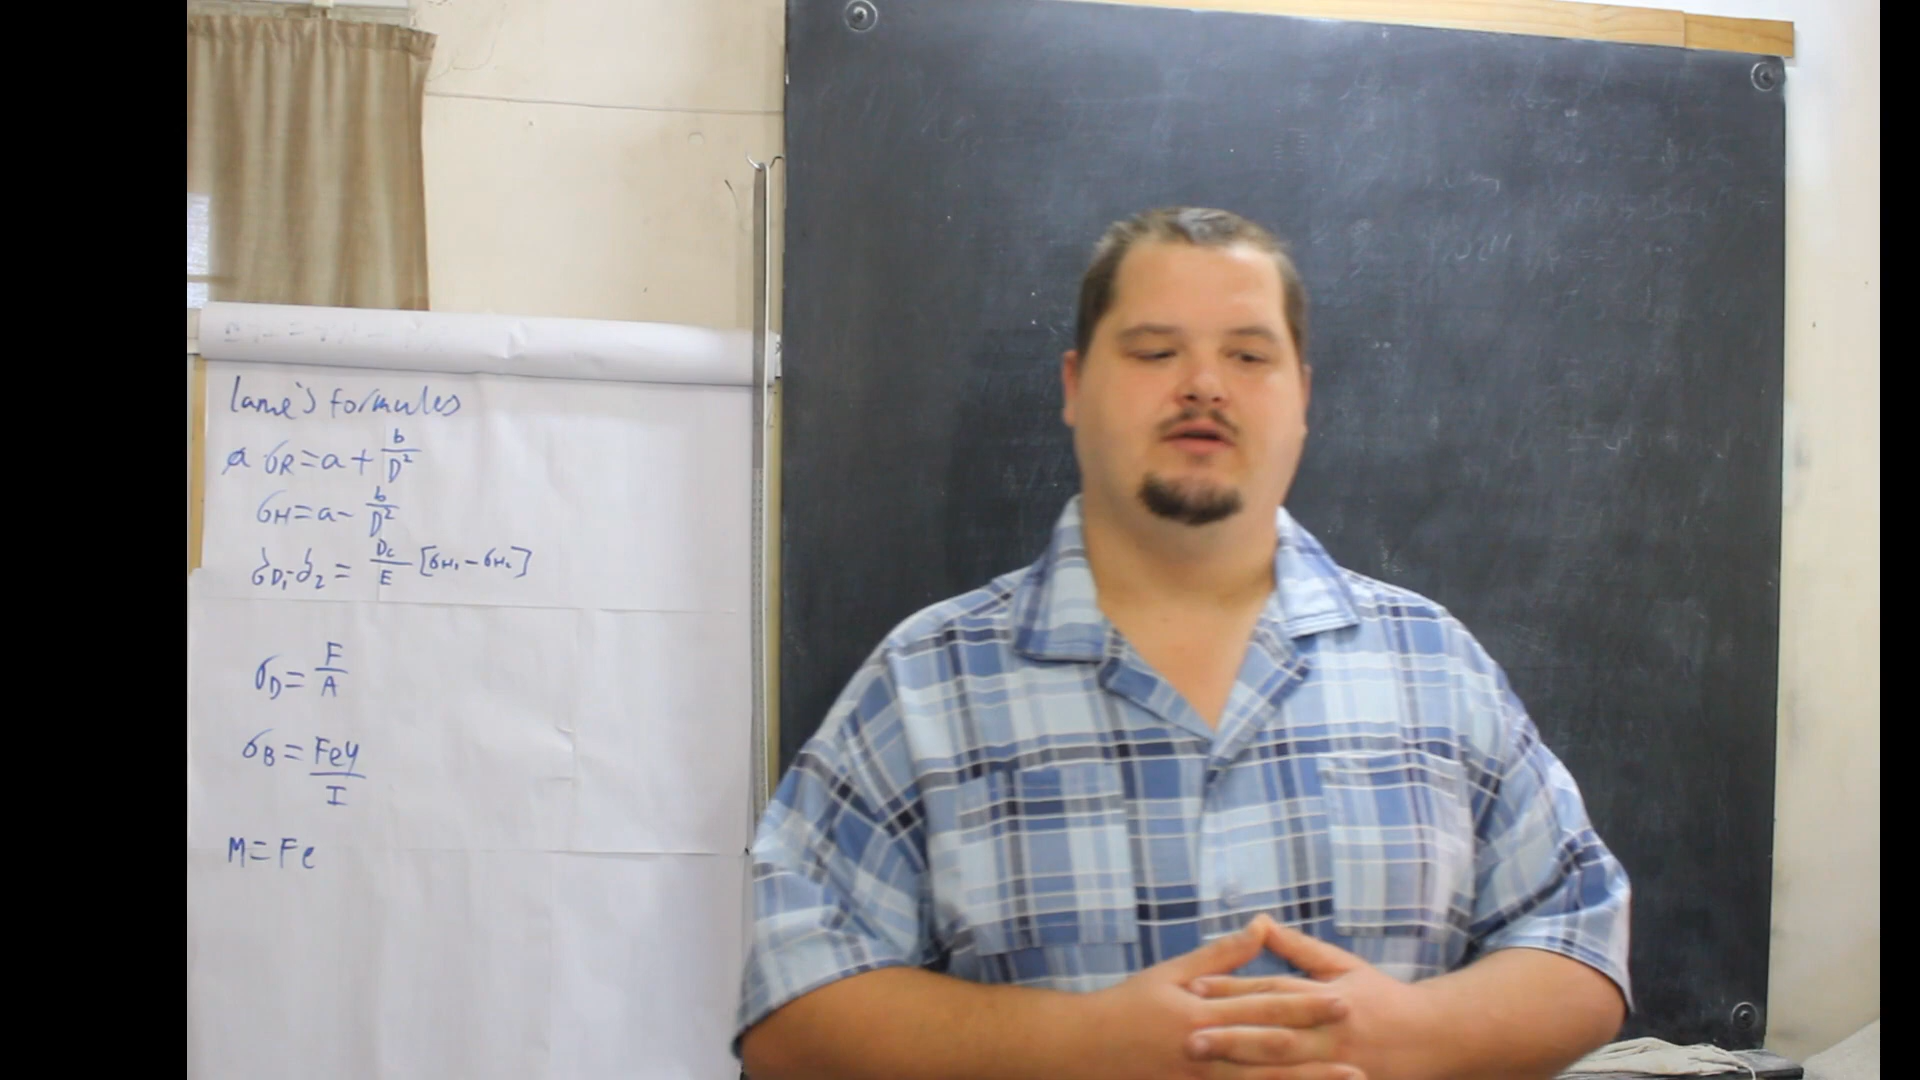 Lame's formules
a σR = a + b/D²
σH = a - b/D²
δD₁-δ₂ = Dc/E [σH₁ - σH₂]
σD = F/A
σB = Fey/I
M = Fe